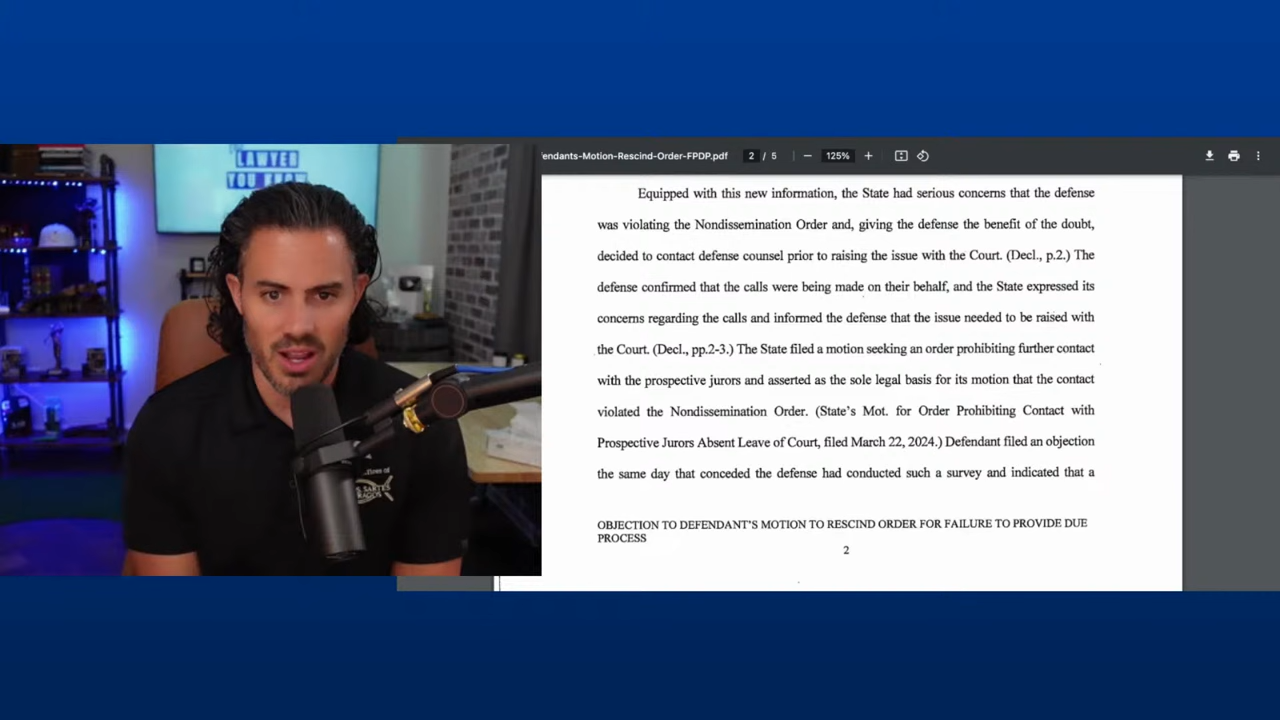 LAWYER
YOU KNOW
endants-Motion-Rescind-Order-FPDP.pdf
2 / 5
125%
Equipped with this new information, the State had serious concerns that the defense
was violating the Nondissemination Order and, giving the defense the benefit of the doubt,
decided to contact defense counsel prior to raising the issue with the Court. (Decl., p.2.) The
defense confirmed that the calls were being made on their behalf, and the State expressed its
concerns regarding the calls and informed the defense that the issue needed to be raised with
the Court. (Decl., pp.2-3.) The State filed a motion seeking an order prohibiting further contact
with the prospective jurors and asserted as the sole legal basis for its motion that the contact
violated the Nondissemination Order. (State's Mot. for Order Prohibiting Contact with
Prospective Jurors Absent Leave of Court, filed March 22, 2024.) Defendant filed an objection
the same day that conceded the defense had conducted such a survey and indicated that a
OBJECTION TO DEFENDANT'S MOTION TO RESCIND ORDER FOR FAILURE TO PROVIDE DUE
PROCESS
2